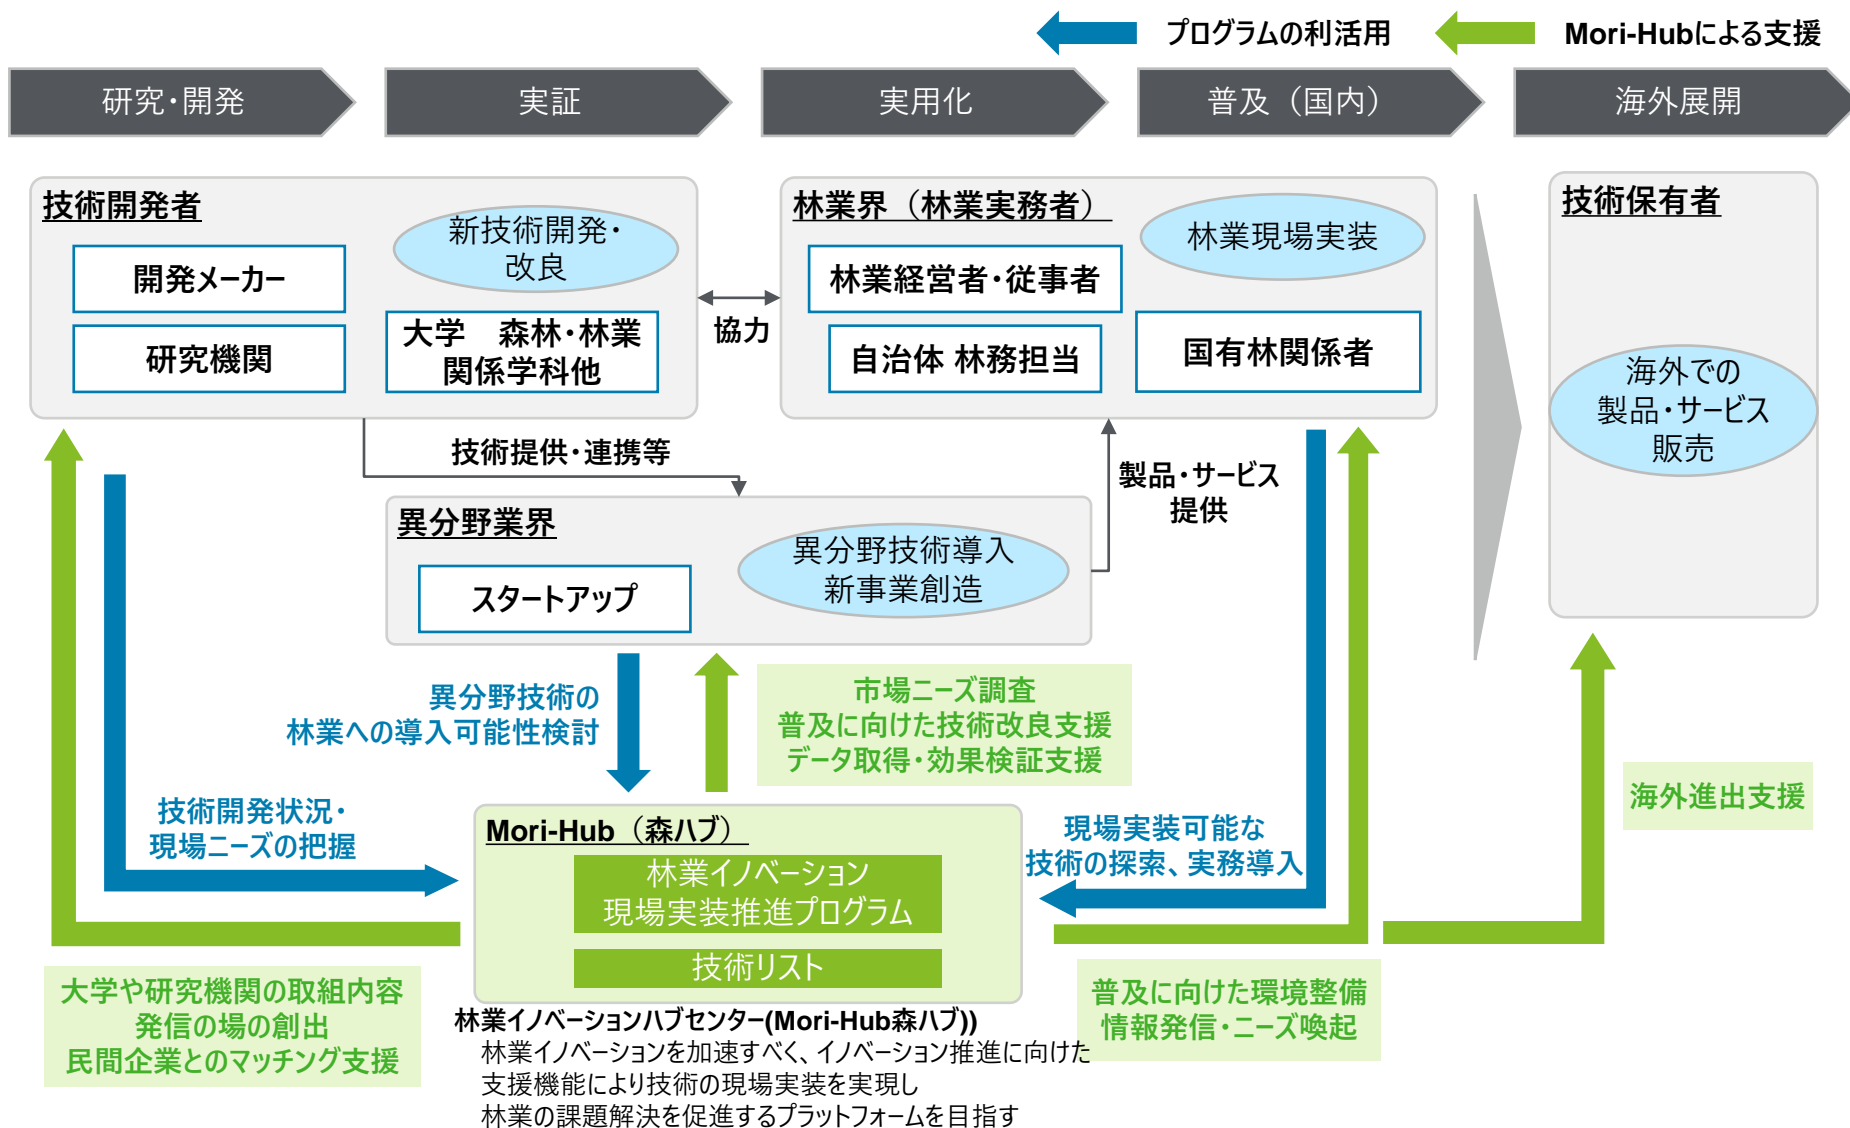 プログラムの利活用
Mori-Hubによる支援
研究・開発
実証
実用化
普及（国内）
海外展開
技術開発者
新技術開発・
改良
開発メーカー
研究機関
大学　森林・林業
関係学科他
協力
林業界（林業実務者）
林業現場実装
林業経営者・従事者
自治体 林務担当
国有林関係者
技術保有者
海外での
製品・サービス
販売
技術提供・連携等
製品・サービス
提供
異分野業界
スタートアップ
異分野技術導入
新事業創造
異分野技術の
林業への導入可能性検討
市場ニーズ調査
普及に向けた技術改良支援
データ取得・効果検証支援
海外進出支援
技術開発状況・
現場ニーズの把握
Mori-Hub（森ハブ）
林業イノベーション
現場実装推進プログラム
技術リスト
現場実装可能な
技術の探索、実務導入
大学や研究機関の取組内容
発信の場の創出
民間企業とのマッチング支援
普及に向けた環境整備
情報発信・ニーズ喚起
林業イノベーションハブセンター(Mori-Hub森ハブ))
林業イノベーションを加速すべく、イノベーション推進に向けた
支援機能により技術の現場実装を実現し
林業の課題解決を促進するプラットフォームを目指す